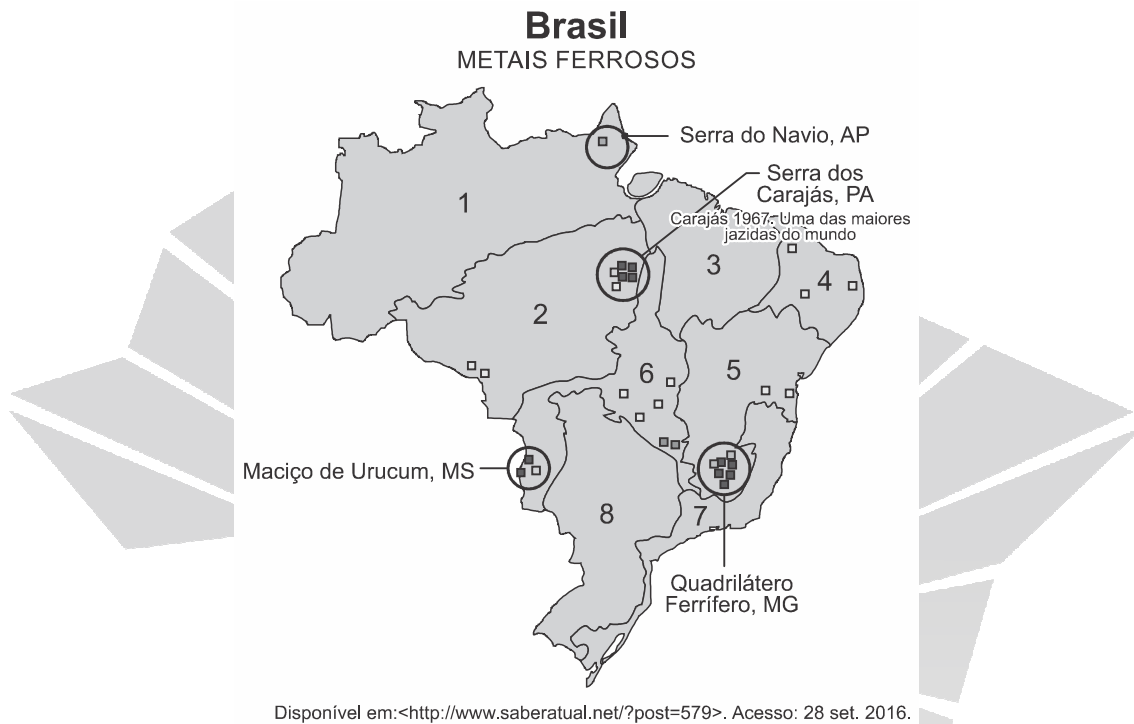 Brasil
METAIS FERROSOS
Serra do Navio, AP
Serra dos
Carajás, PA
Carajás 1967. Uma das maiores
jazidas do mundo
1
2
3
4
5
6
7
8
Maciço de Urucum, MS
Quadrilátero
Ferrífero, MG
Disponível em:<http://www.saberatual.net/?post=579>. Acesso: 28 set. 2016.